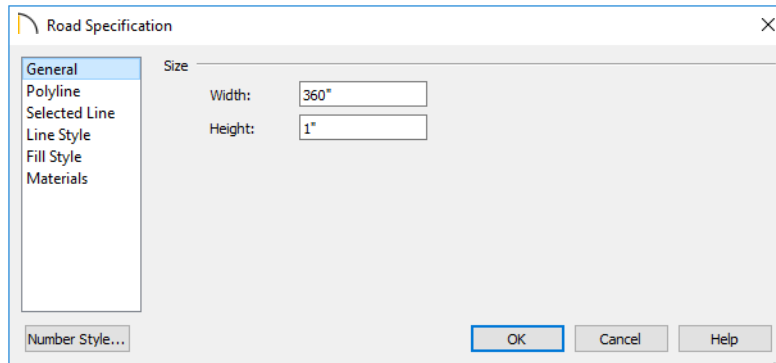 Road Specification
General
Polyline
Selected Line
Line Style
Fill Style
Materials
Size
Width: 360"
Height: 1"
Number Style... OK Cancel Help